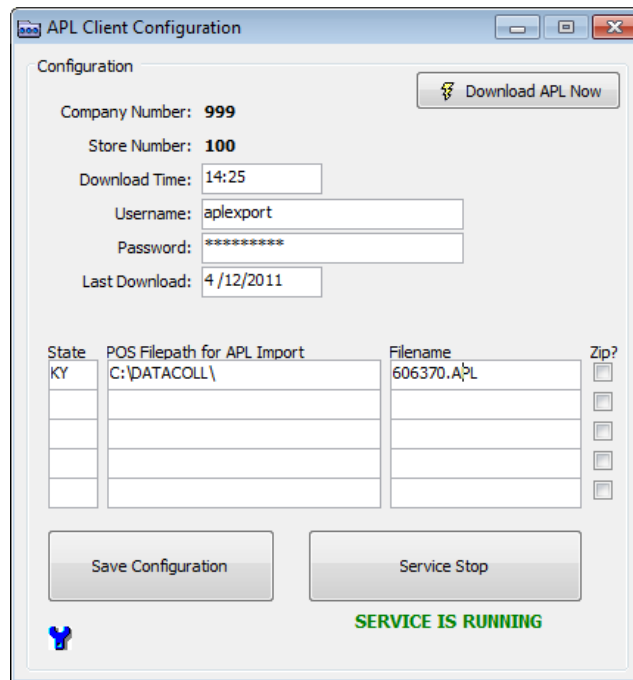 APL Client Configuration
Configuration
Download APL Now
Company Number: 999
Store Number: 100
Download Time: 14:25
Username: aplexport
Password: *********
Last Download: 4 /12/2011
State POS Filepath for APL Import Filename Zip?
KY C:\DATACOLL\ 606370.APL
Save Configuration Service Stop
SERVICE IS RUNNING